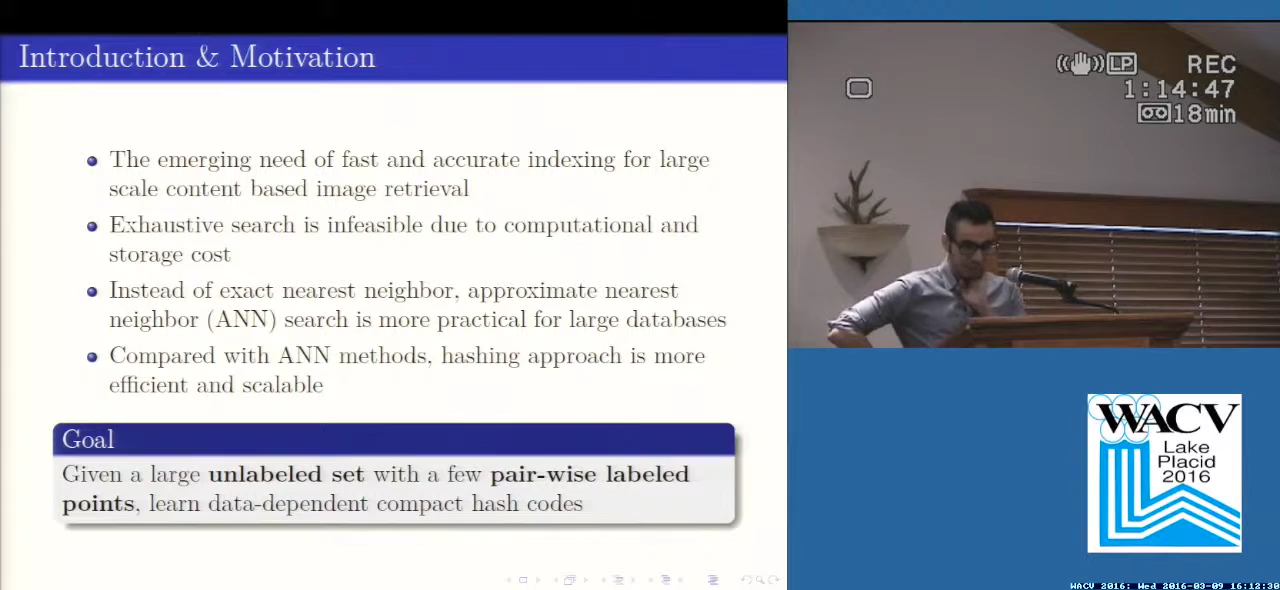 Introduction & Motivation
The emerging need of fast and accurate indexing for large
scale content based image retrieval
Exhaustive search is infeasible due to computational and
storage cost
Instead of exact nearest neighbor, approximate nearest
neighbor (ANN) search is more practical for large databases
Compared with ANN methods, hashing approach is more
efficient and scalable
Goal
Given a large unlabeled set with a few pair-wise labeled
points, learn data-dependent compact hash codes
LP REC
1:14:47
18min
WACV
Lake
Placid
2016
WACV 2016: Wed 2016-03-09 16:12:30